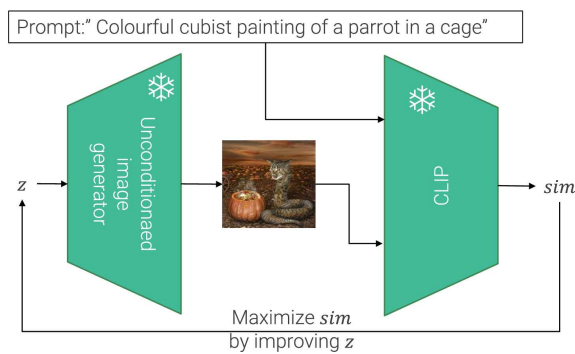 Prompt:” Colourful cubist painting of a parrot in a cage”
Unconditionaed
image
generator
CLIP
z
sim
Maximize sim
by improving z